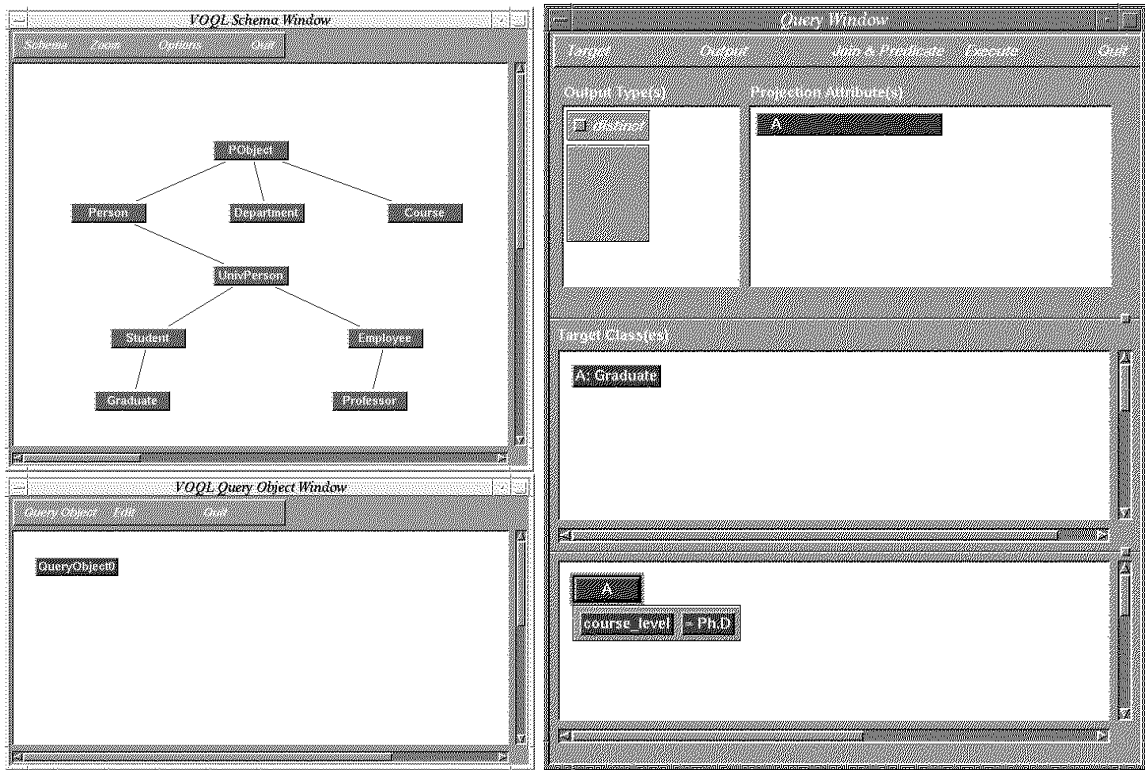 VOQL Schema Window
Schema Zoom Options Quit
PObject
Person Department Course
UnivPerson
Student Employee
Graduate Professor
VOQL Query Object Window
Query Object Edit Quit
QueryObject0
Query Window
Target Output Join & Predicate Execute Quit
Output Type(s) Projection Attribute(s)
distinct
A
Target Class(es)
A: Graduate
A
course_level = Ph.D